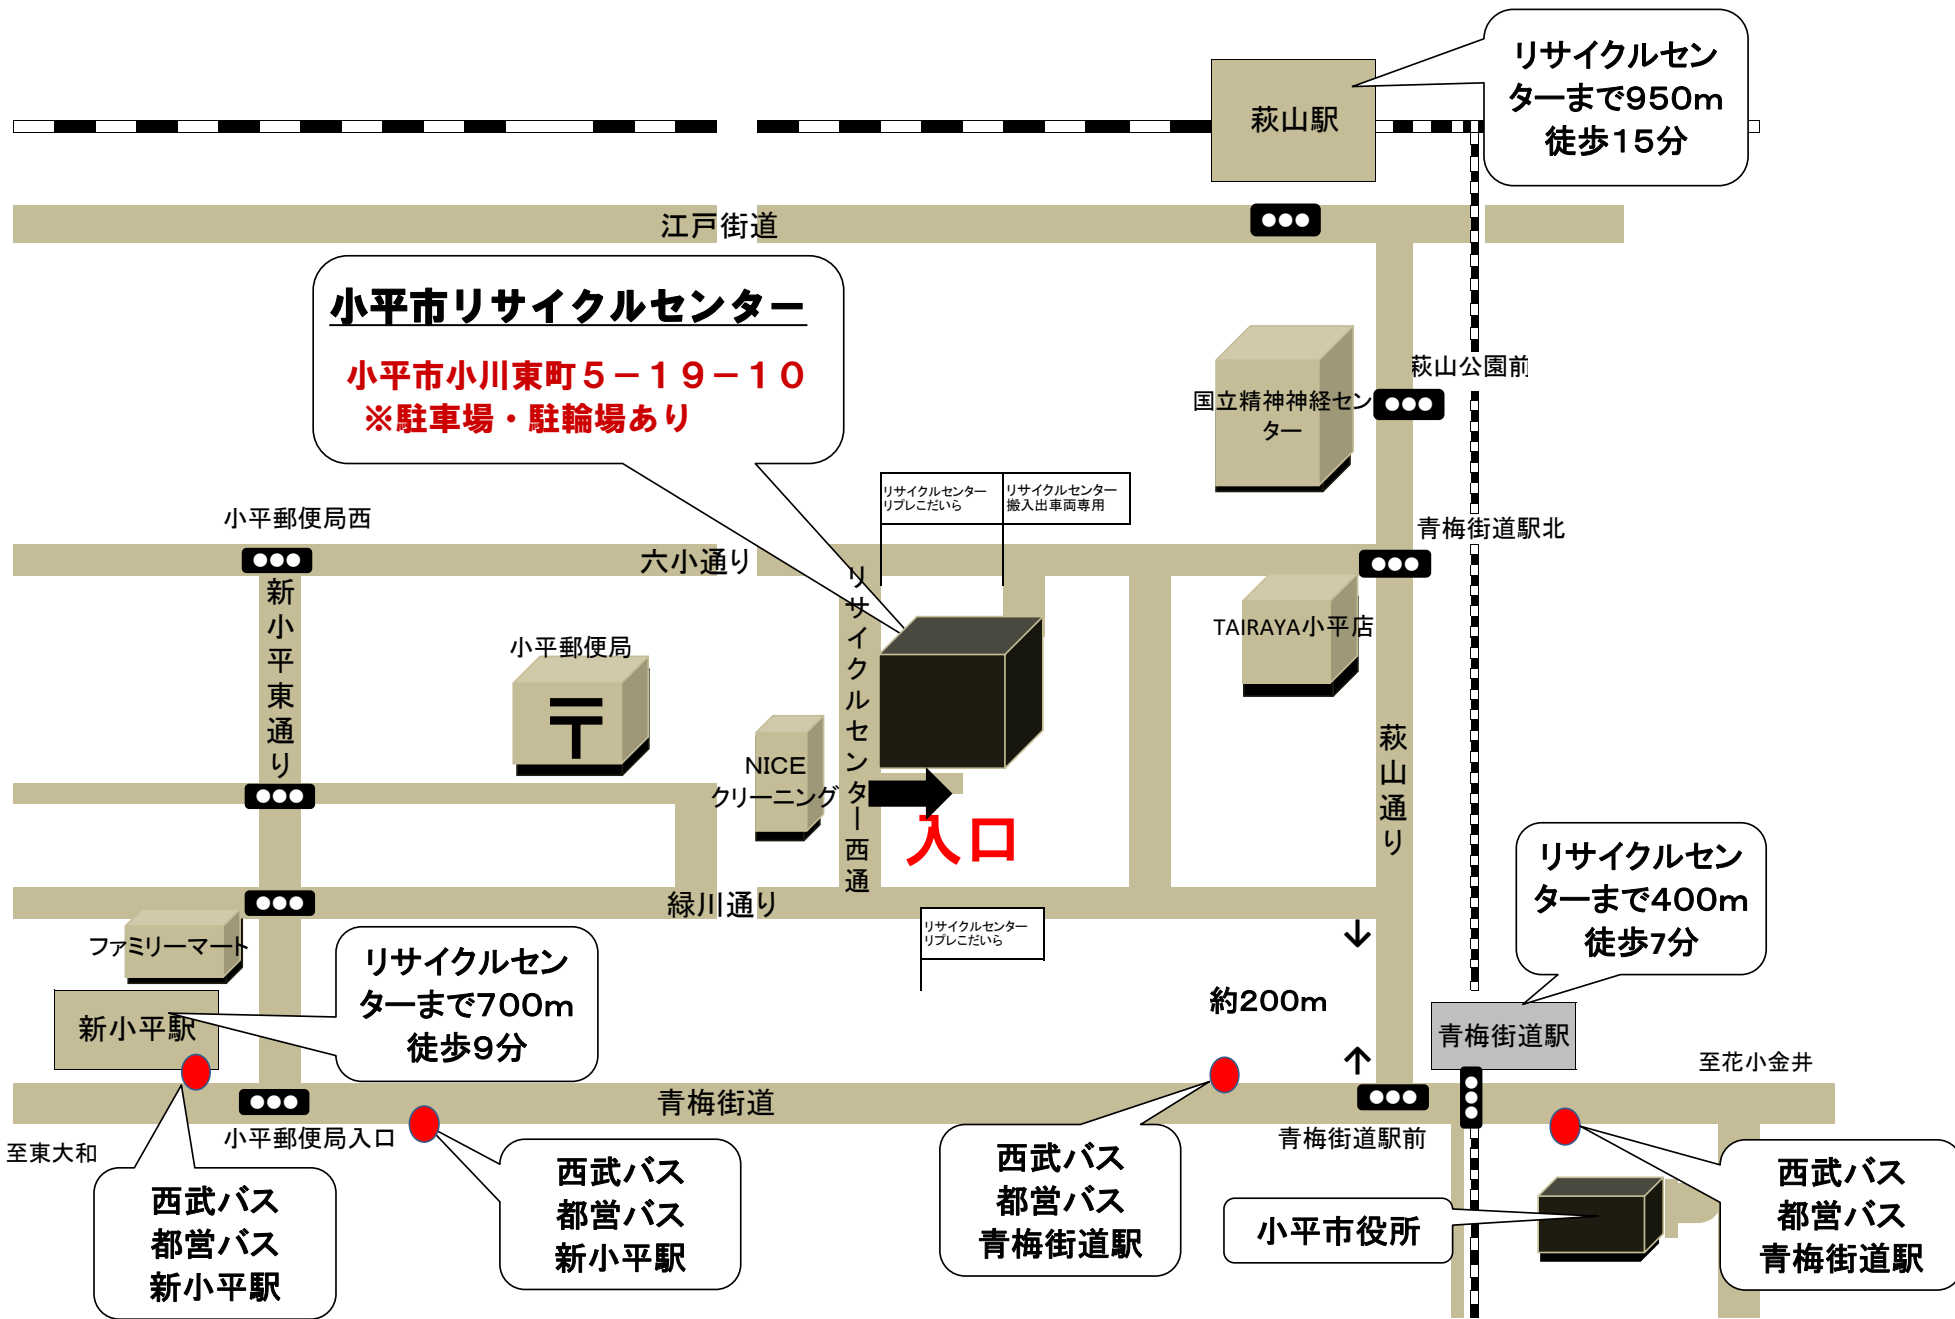 リサイクルセン
ターまで950m
徒歩15分
萩山駅
江戸街道
小平市リサイクルセンター
小平市小川東町5－19－10
※駐車場・駐輪場あり
萩山公園前
国立精神神経セン
ター
リサイクルセンター
リプレこだいら
リサイクルセンター
搬入出車両専用
小平郵便局西
青梅街道駅北
六小通り
新小平東通り
リサイクルセンター西通
小平郵便局
TAIRAYA小平店
萩山通り
NICE
クリーニング
入口
緑川通り
リサイクルセン
ターまで400m
徒歩7分
ファミリーマート
リサイクルセンター
リプレこだいら
リサイクルセン
ターまで700m
徒歩9分
新小平駅
約200m
青梅街道駅
至花小金井
青梅街道
小平郵便局入口
青梅街道駅前
至東大和
西武バス
都営バス
新小平駅
西武バス
都営バス
新小平駅
西武バス
都営バス
青梅街道駅
小平市役所
西武バス
都営バス
青梅街道駅